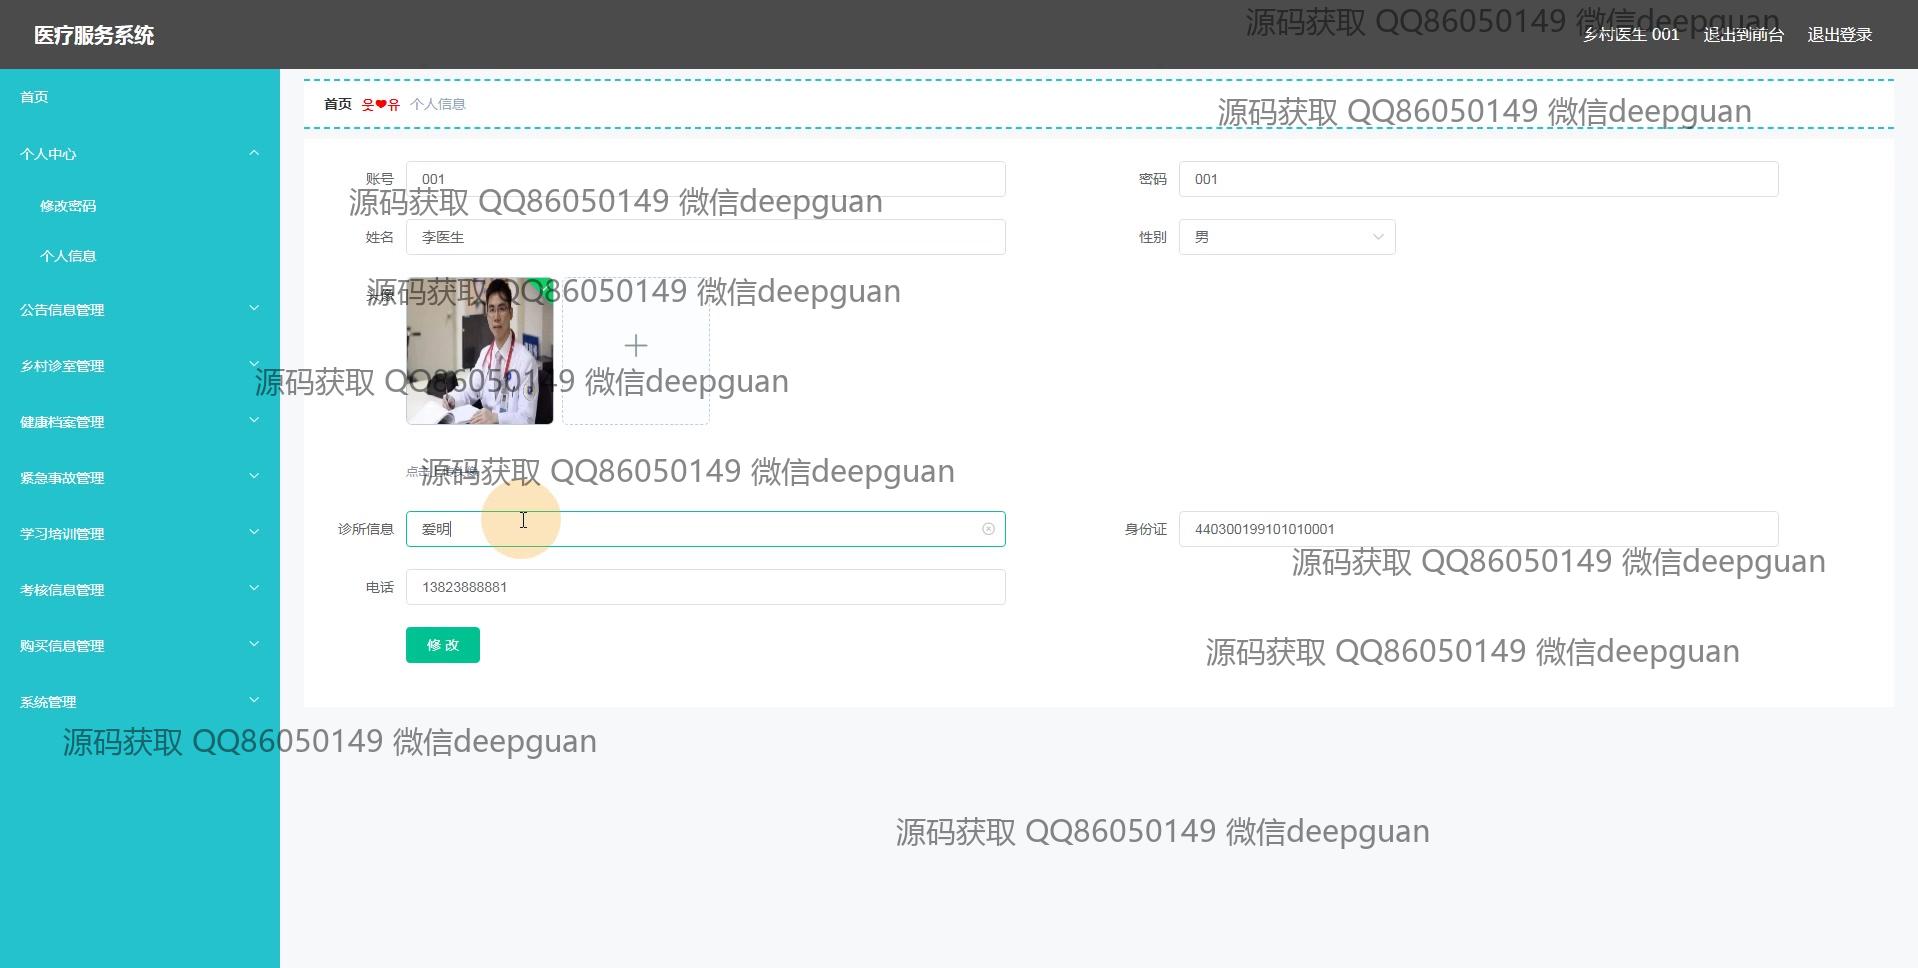 医疗服务系统
源码获取 QQ86050149 微信deepguan
乡村医生 001 退出到前台 退出登录
首页
个人中心
修改密码
个人信息
公告信息管理
乡村诊室管理
健康档案管理
紧急事故管理
学习培训管理
考核信息管理
购买信息管理
系统管理
首页 웃❤유 个人信息
源码获取 QQ86050149 微信deepguan
账号 001 密码 001
源码获取 QQ86050149 微信deepguan
姓名 李医生 性别 男
头像
源码获取 QQ86050149 微信deepguan
源码获取 QQ86050149 微信deepguan
点击上传头像
源码获取 QQ86050149 微信deepguan
诊所信息 爱明 身份证 440300199101010001
源码获取 QQ86050149 微信deepguan
电话 13823888881
修改
源码获取 QQ86050149 微信deepguan
源码获取 QQ86050149 微信deepguan
源码获取 QQ86050149 微信deepguan